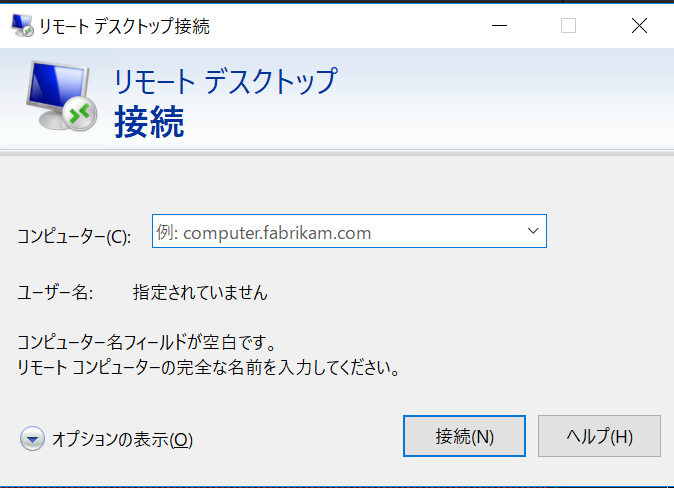 リモート デスクトップ接続
リモート デスクトップ
接続
コンピューター(C): 例: computer.fabrikam.com
ユーザー名: 指定されていません
コンピューター名フィールドが空白です。
リモート コンピューターの完全な名前を入力してください。
オプションの表示(O) 接続(N) ヘルプ(H)